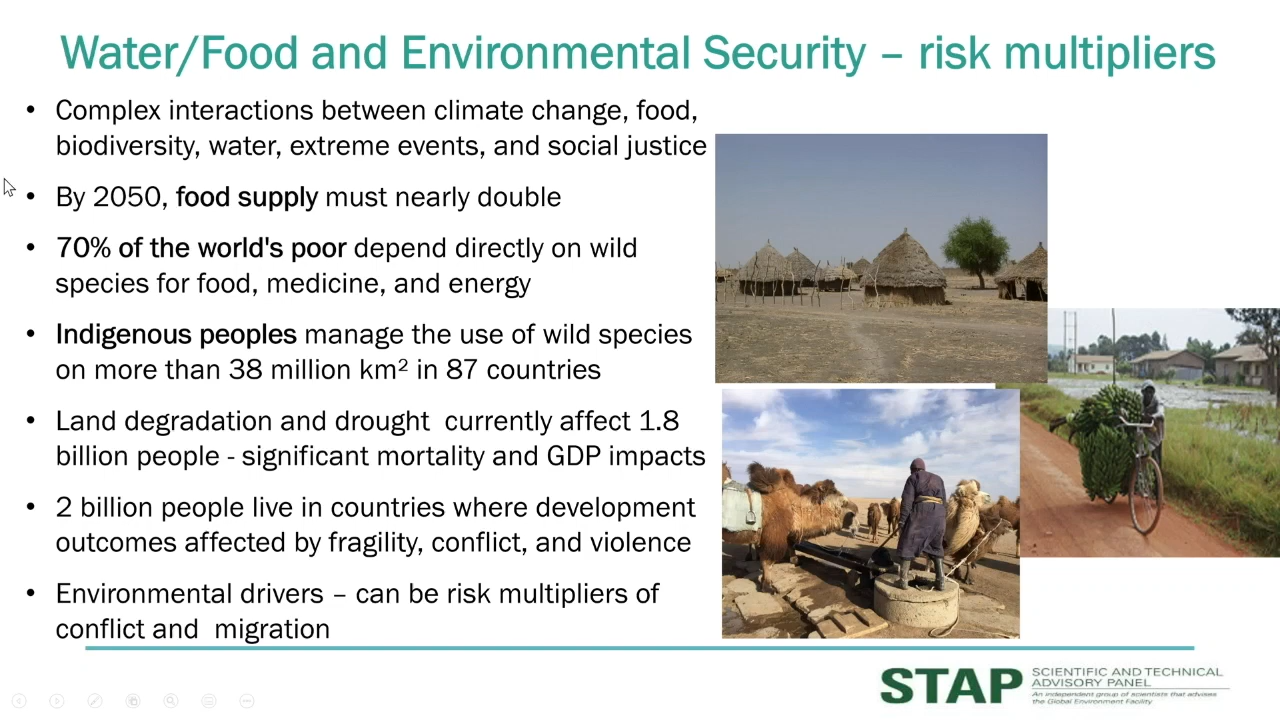 Water/Food and Environmental Security – risk multipliers
• Complex interactions between climate change, food,
biodiversity, water, extreme events, and social justice
• By 2050, food supply must nearly double
• 70% of the world's poor depend directly on wild
species for food, medicine, and energy
• Indigenous peoples manage the use of wild species
on more than 38 million km² in 87 countries
• Land degradation and drought  currently affect 1.8
billion people - significant mortality and GDP impacts
• 2 billion people live in countries where development
outcomes affected by fragility, conflict, and violence
• Environmental drivers – can be risk multipliers of
conflict and  migration
STAP
SCIENTIFIC AND TECHNICAL
ADVISORY PANEL
An independent group of scientists that advises
the Global Environment Facility